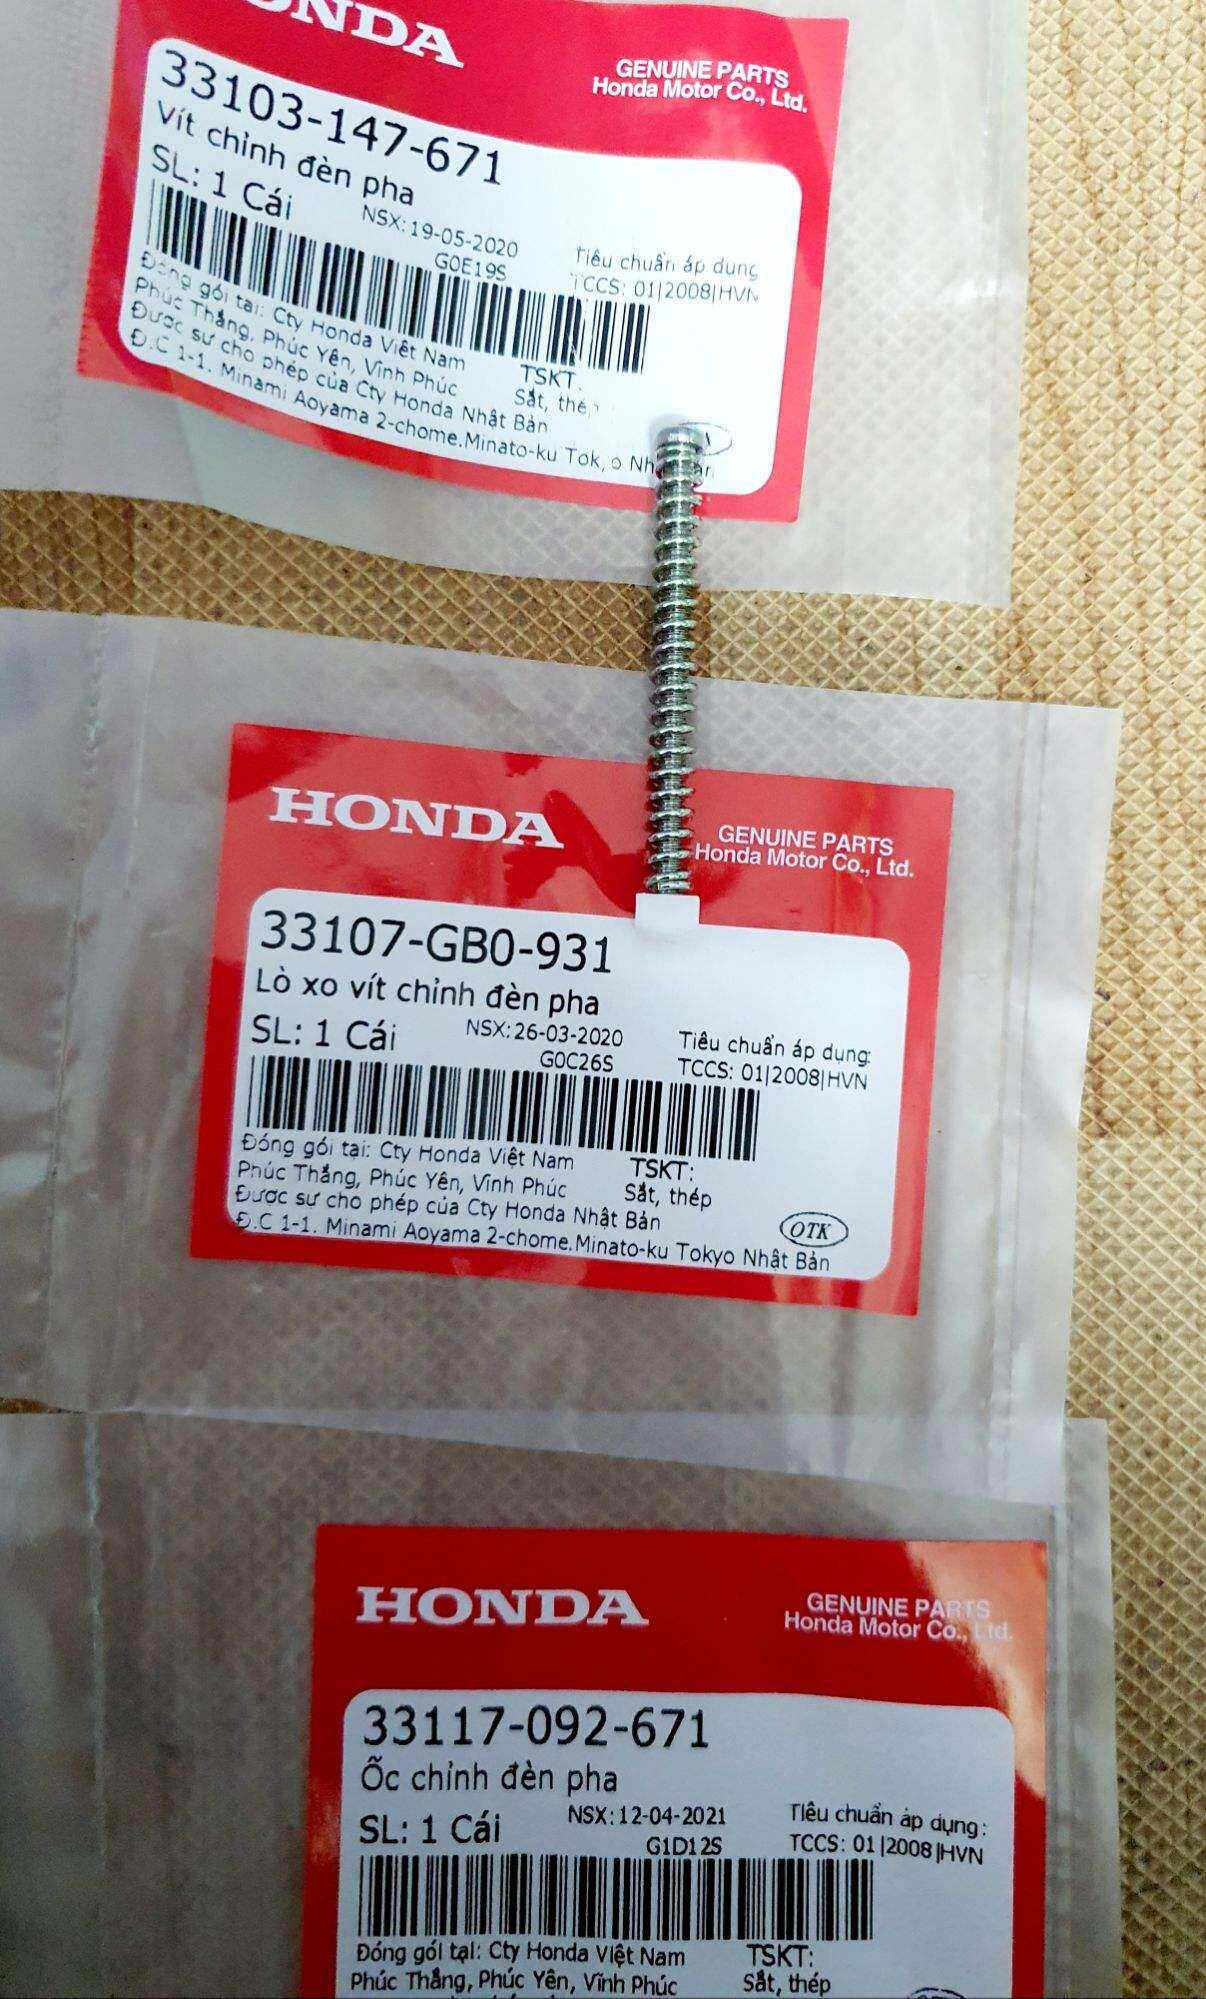 HONDA
GENUINE PARTS
Honda Motor Co., Ltd.
33103-147-671
Vít chỉnh đèn pha
SL: 1 Cái
NSX: 19-05-2020
G0E19S
Tiêu chuẩn áp dụng
TCCS: 01|2008|HVN
Đóng gói tại: Cty Honda Việt Nam
Phúc Thắng, Phúc Yên, Vĩnh Phúc
Được sự cho phép của Cty Honda Nhật Bản
Đ.C 1-1. Minami Aoyama 2-chome.Minato-ku
TSKT.
Sắt,
HONDA
GENUINE PARTS
Honda Motor Co., Ltd.
33107-GB0-931
Lò xo vít chỉnh đèn pha
SL: 1 Cái
NSX: 26-03-2020
G0C26S
Tiêu chuẩn áp dụng:
TCCS: 01|2008|HVN
Đóng gói tại: Cty Honda Việt Nam
Phúc Thắng, Phúc Yên, Vĩnh Phúc
Được sự cho phép của Cty Honda Nhật Bản
Đ.C 1-1. Minami Aoyama 2-chome.Minato-ku Tokyo Nhật Bản
TSKT:
Sắt, thép
OTK
HONDA
GENUINE PARTS
Honda Motor Co., Ltd.
33117-092-671
Ốc chỉnh đèn pha
SL: 1 Cái
NSX: 12-04-2021
G1D12S
Tiêu chuẩn áp dụng:
TCCS: 01|2008|HVN
Đóng gói tại: Cty Honda Việt Nam
Phúc Thắng, Phúc Yên, Vĩnh Phúc
TSKT:
Sắt, thép